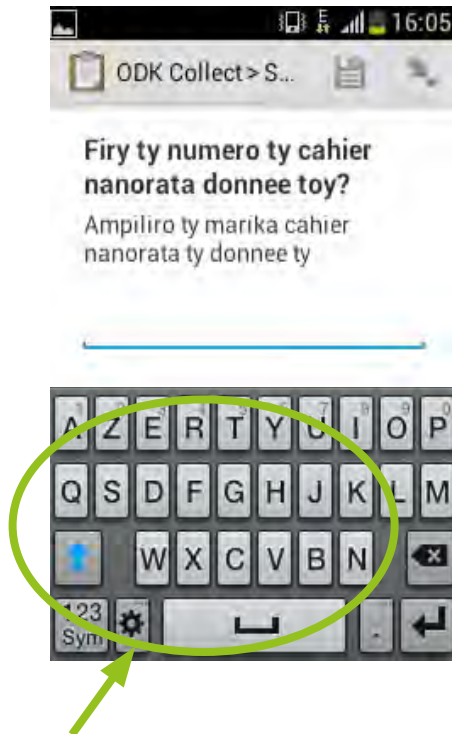 E 16:05
ODK Collect > S...
Firy ty numero ty cahier
nanorata donnee toy?
Ampiliro ty marika cahier
nanorata ty donnee ty
A Z E R T Y U I O P
Q S D F G H J K L M
W X C V B N
123
Sym .